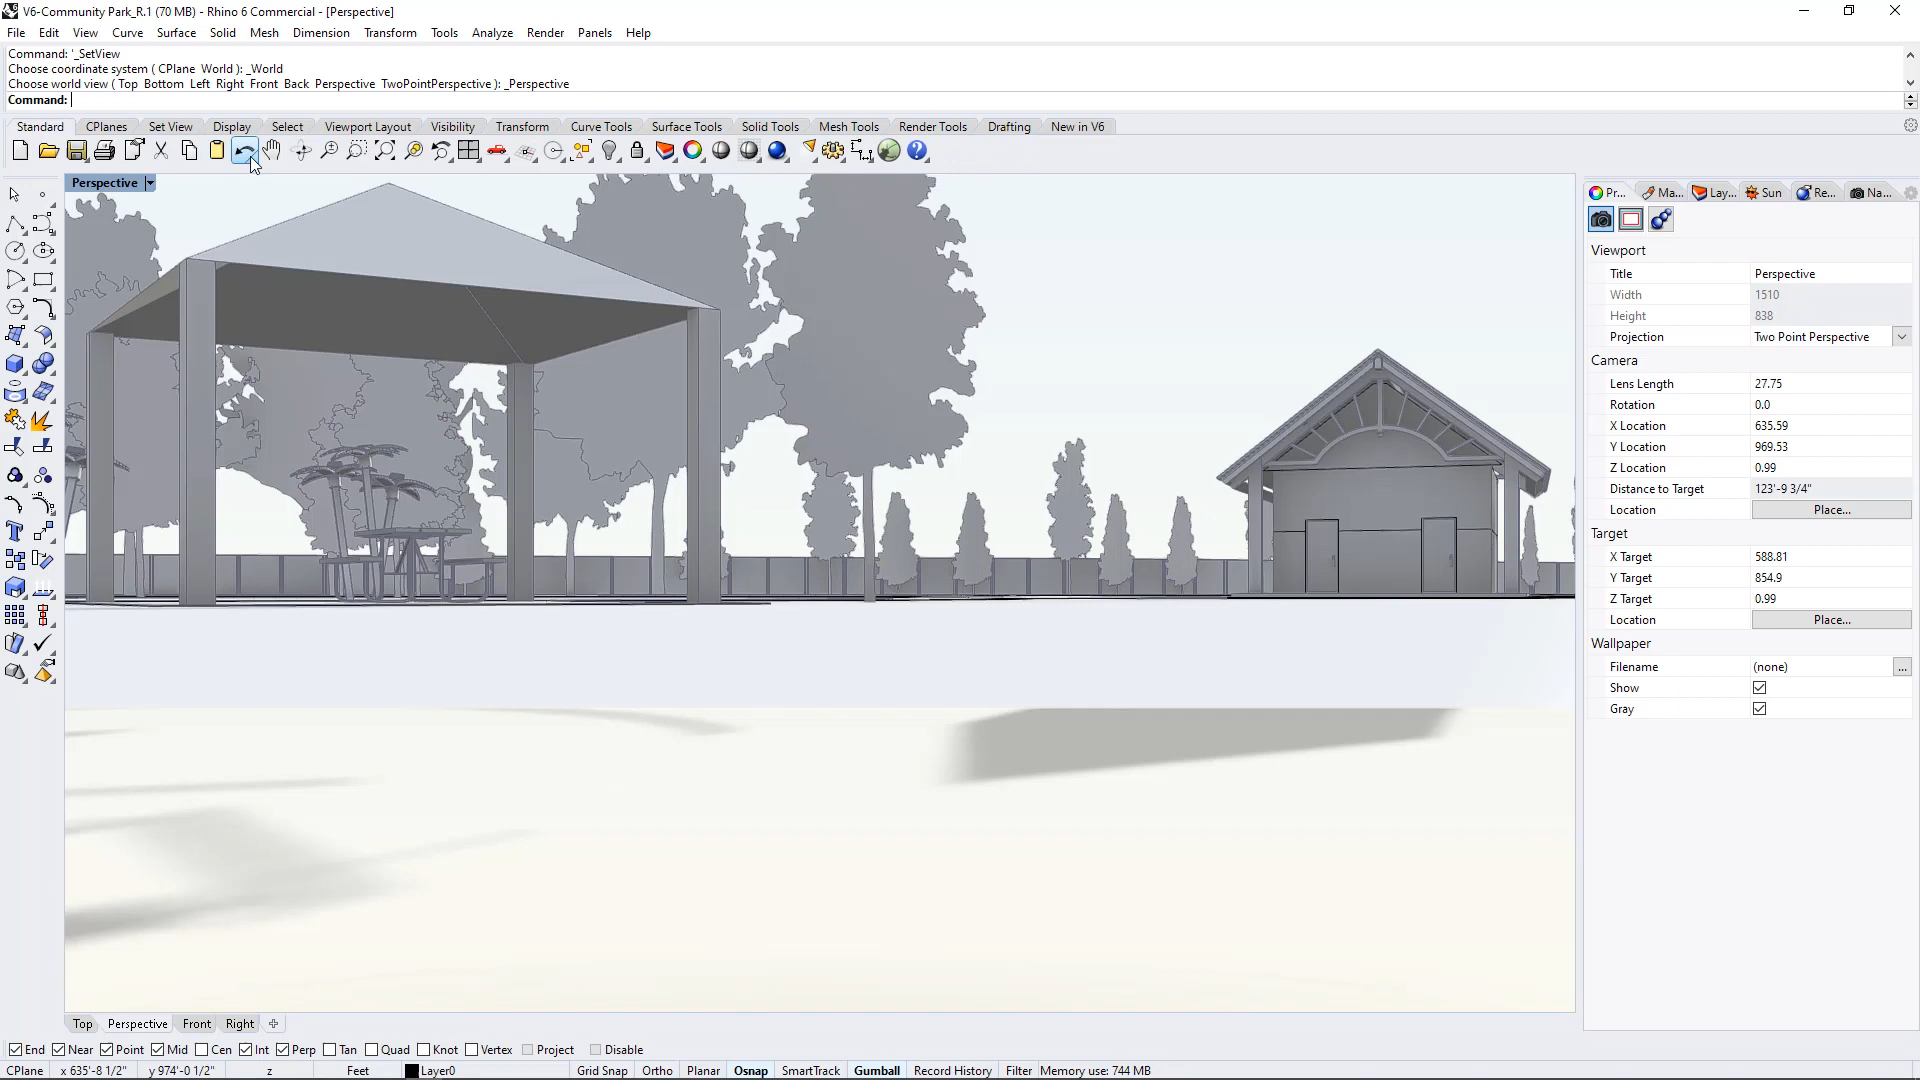 V6-Community Park_R.1 (70 MB) - Rhino 6 Commercial - [Perspective]
File Edit View Curve Surface Solid Mesh Dimension Transform Tools Analyze Render Panels Help
Command: '_SetView
Choose coordinate system ( CPlane World ): _World
Choose world view ( Top Bottom Left Right Front Back Perspective TwoPointPerspective ): _Perspective
Command:
Standard CPlanes Set View Display Select Viewport Layout Visibility Transform Curve Tools Surface Tools Solid Tools Mesh Tools Render Tools Drafting New in V6
Perspective
Pr... Ma... Lay... Sun Re... Na...
Viewport
Title Perspective
Width 1510
Height 838
Projection Two Point Perspective
Camera
Lens Length 27.75
Rotation 0.0
X Location 635.59
Y Location 969.53
Z Location 0.99
Distance to Target 123'-9 3/4"
Location Place...
Target
X Target 588.81
Y Target 854.9
Z Target 0.99
Location Place...
Wallpaper
Filename (none) ...
Show
Gray
Top Perspective Front Right
End Near Point Mid Cen Int Perp Tan Quad Knot Vertex Project Disable
CPlane x 635'-8 1/2" y 974'-0 1/2" z Feet Layer0 Grid Snap Ortho Planar Osnap SmartTrack Gumball Record History Filter Memory use: 744 MB